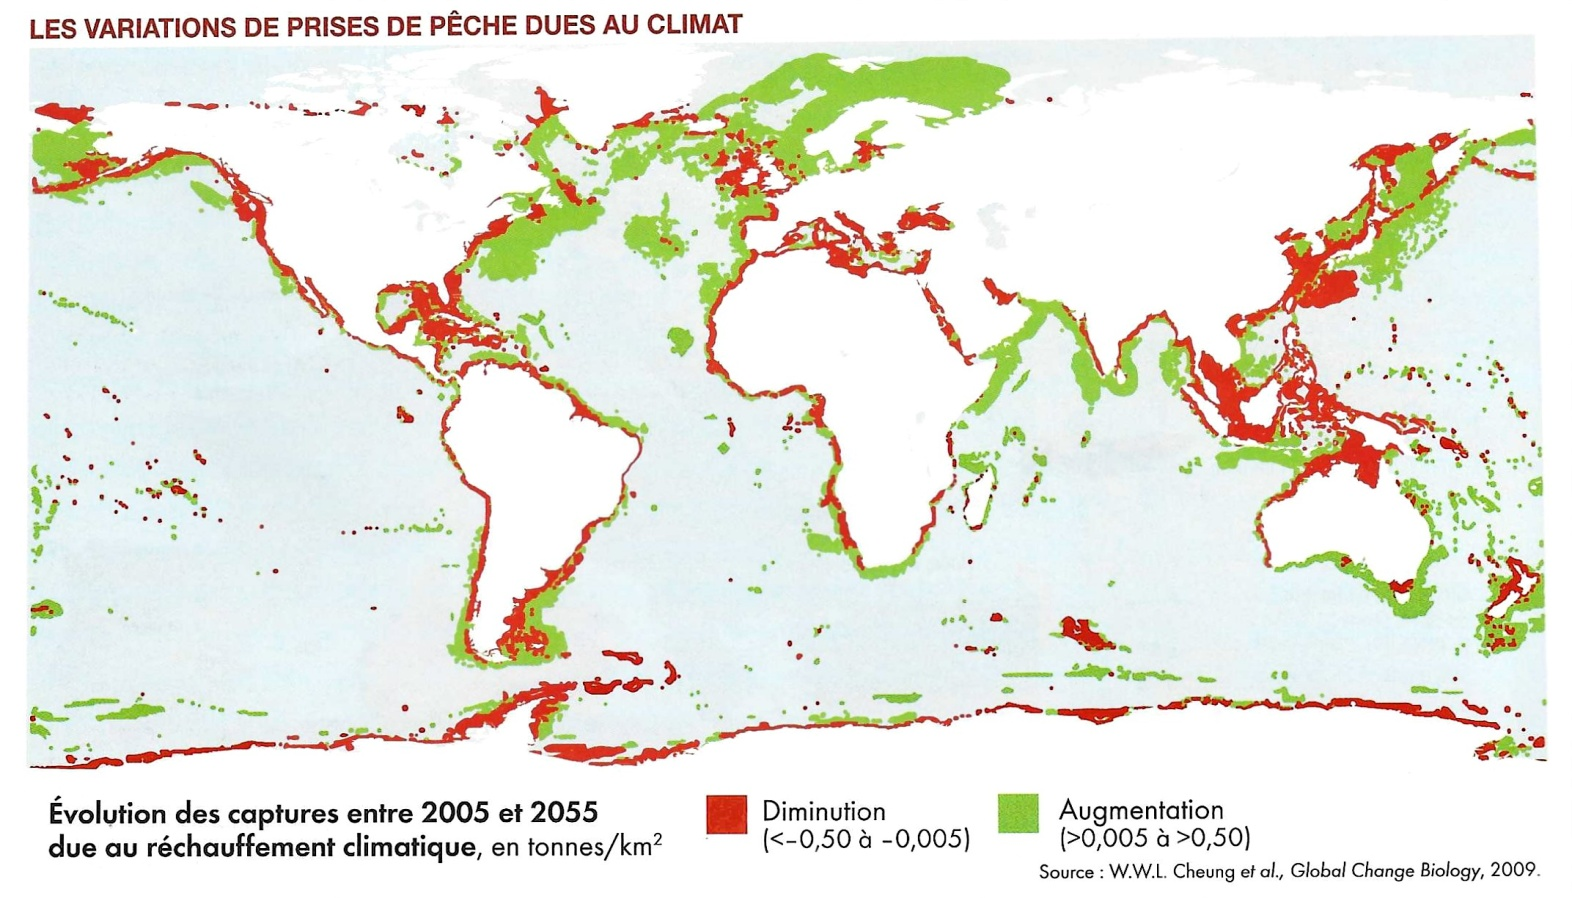 LES VARIATIONS DE PRISES DE PÊCHE DUES AU CLIMAT
Évolution des captures entre 2005 et 2055
due au réchauffement climatique, en tonnes/km²
Diminution
(<-0,50 à -0,005)
Augmentation
(>0,005 à >0,50)
Source : W.W.L. Cheung et al., Global Change Biology, 2009.